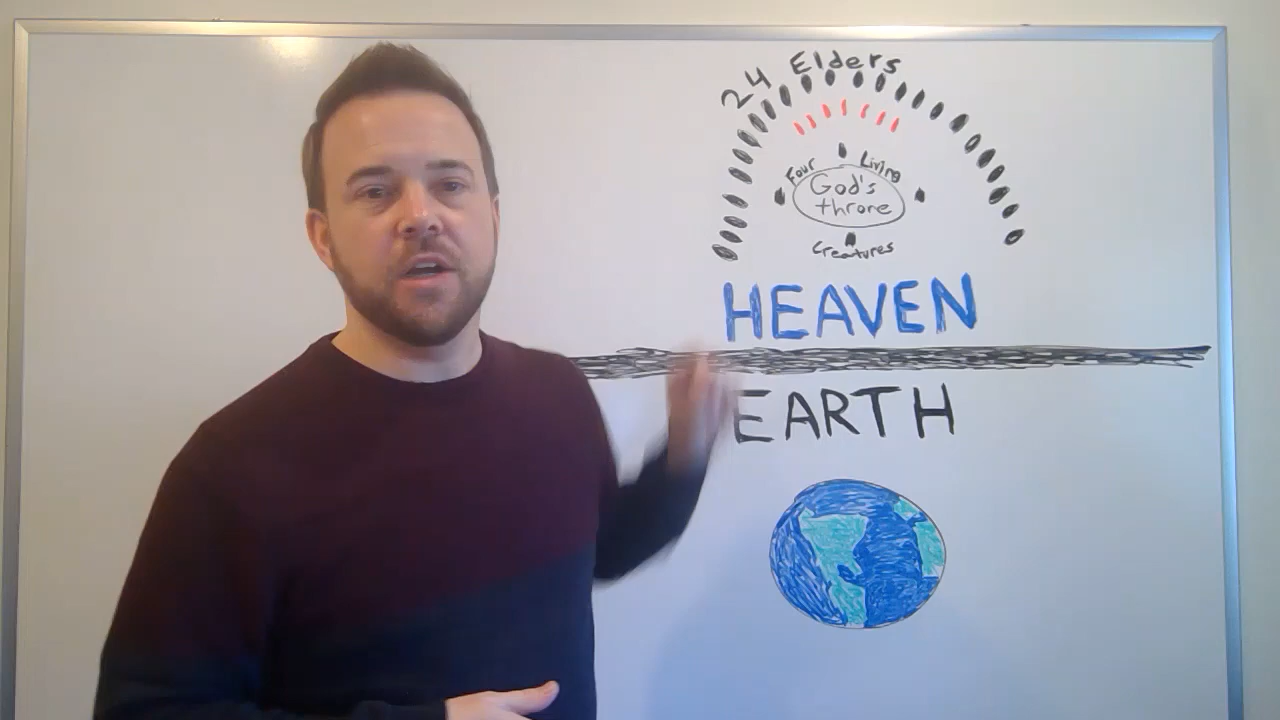 24 Elders
Four Living
God's
throne
Creatures
HEAVEN
EARTH